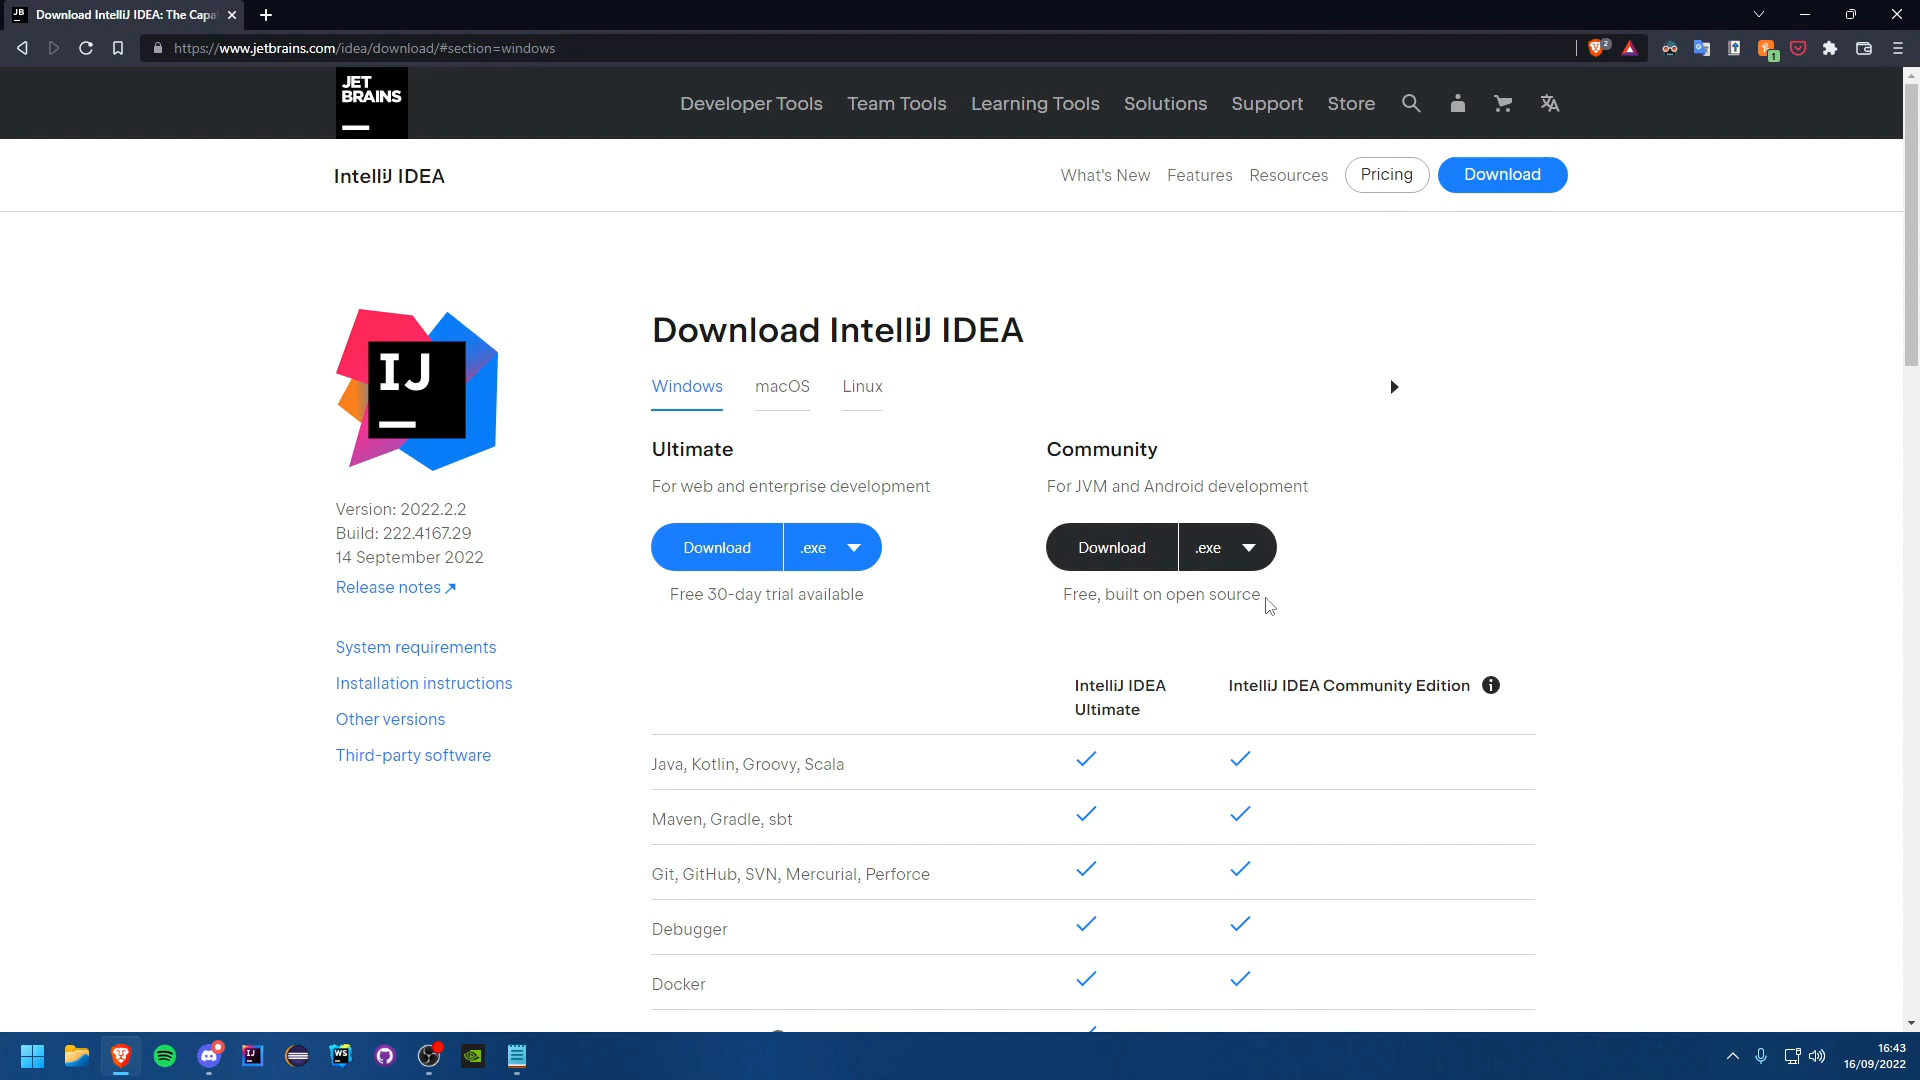 JB Download IntelliJ IDEA: The Capa
https://www.jetbrains.com/idea/download/#section=windows
2
1
JET
BRAINS
Developer Tools Team Tools Learning Tools Solutions Support Store
IntelliJ IDEA
What's New Features Resources Pricing Download
IJ
Download IntelliJ IDEA
Windows macOS Linux
Ultimate
For web and enterprise development
Download .exe
Free 30-day trial available
Community
For JVM and Android development
Download .exe
Free, built on open source
Version: 2022.2.2
Build: 222.4167.29
14 September 2022
Release notes ↗
System requirements
Installation instructions
Other versions
Third-party software
IntelliJ IDEA
Ultimate
IntelliJ IDEA Community Edition
Java, Kotlin, Groovy, Scala
Maven, Gradle, sbt
Git, GitHub, SVN, Mercurial, Perforce
Debugger
Docker
IJ
WS
16:43
16/09/2022